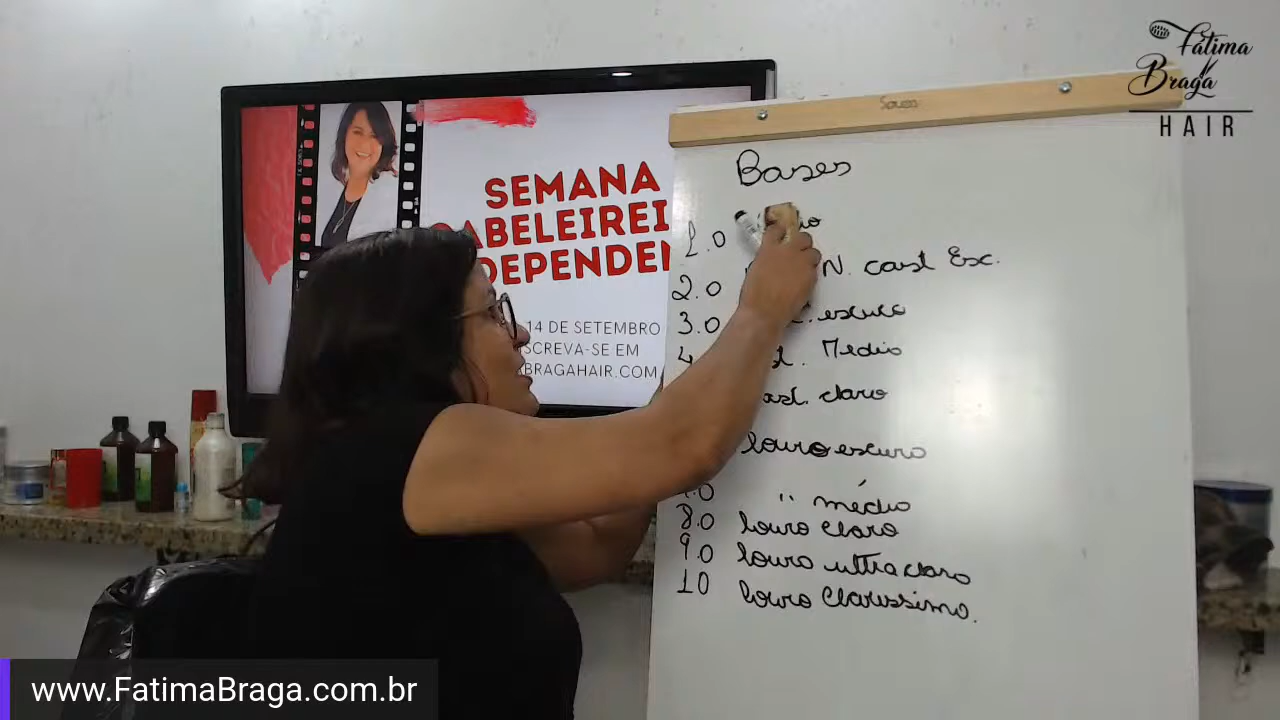 Fátima
Braga
HAIR
Souza
SEMANA
CABELEIREI
DEPENDEN
14 DE SETEMBRO
SCREVA-SE EM
BRAGAHAIR.COM
Bases
1.0
2.0 N. cast Esc.
3.0 . escuro
4. . Medio
ast. claro
louro escuro
.0 " médio
8.0 louro claro
9.0 louro ultra claro
10 louro Claríssimo.
www.FatimaBraga.com.br